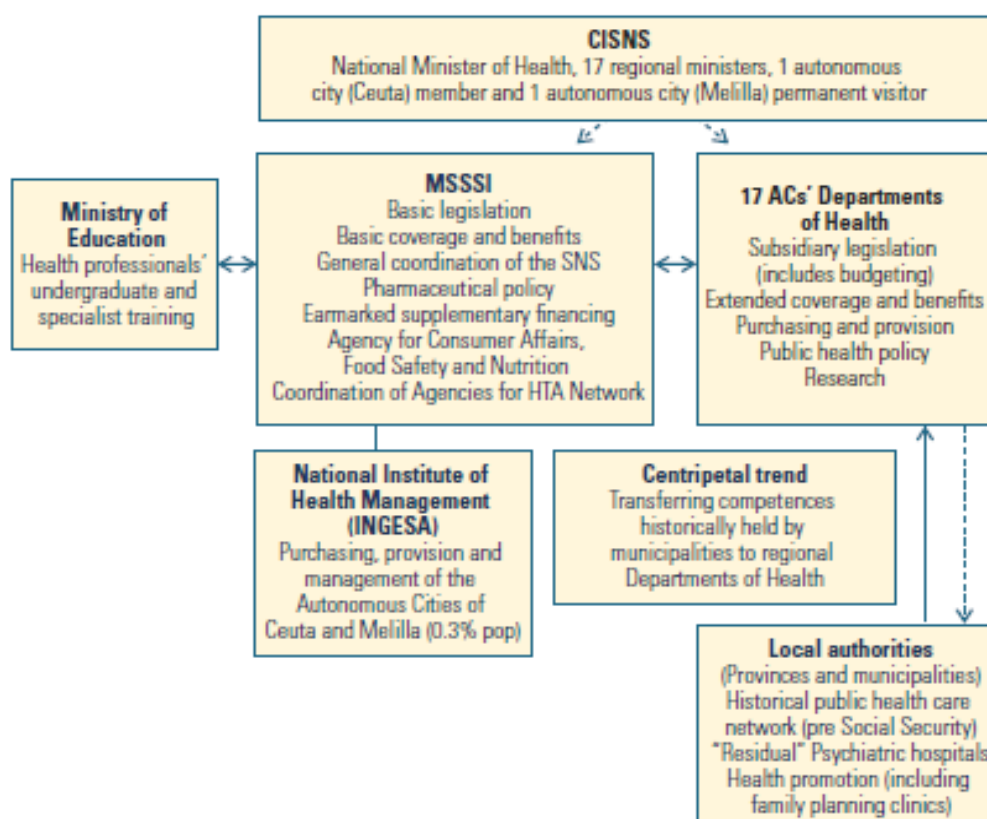 CISNS
National Minister of Health, 17 regional ministers, 1 autonomous
city (Ceuta) member and 1 autonomous city (Melilla) permanent visitor
Ministry of
Education
Health professionals'
undergraduate and
specialist training
MSSSI
Basic legislation
Basic coverage and benefits
General coordination of the SNS
Pharmaceutical policy
Earmarked supplementary financing
Agency for Consumer Affairs,
Food Safety and Nutrition
Coordination of Agencies for HTA Network
17 ACs' Departments
of Health
Subsidiary legislation
(includes budgeting)
Extended coverage and benefits
Purchasing and provision
Public health policy
Research
National Institute of
Health Management
(INGESA)
Purchasing, provision and
management of the
Autonomous Cities of
Ceuta and Melilla (0.3% pop)
Centripetal trend
Transferring competences
historically held by
municipalities to regional
Departments of Health
Local authorities
(Provinces and municipalities)
Historical public health care
network (pre Social Security)
"Residual" Psychiatric hospitals
Health promotion (including
family planning clinics)